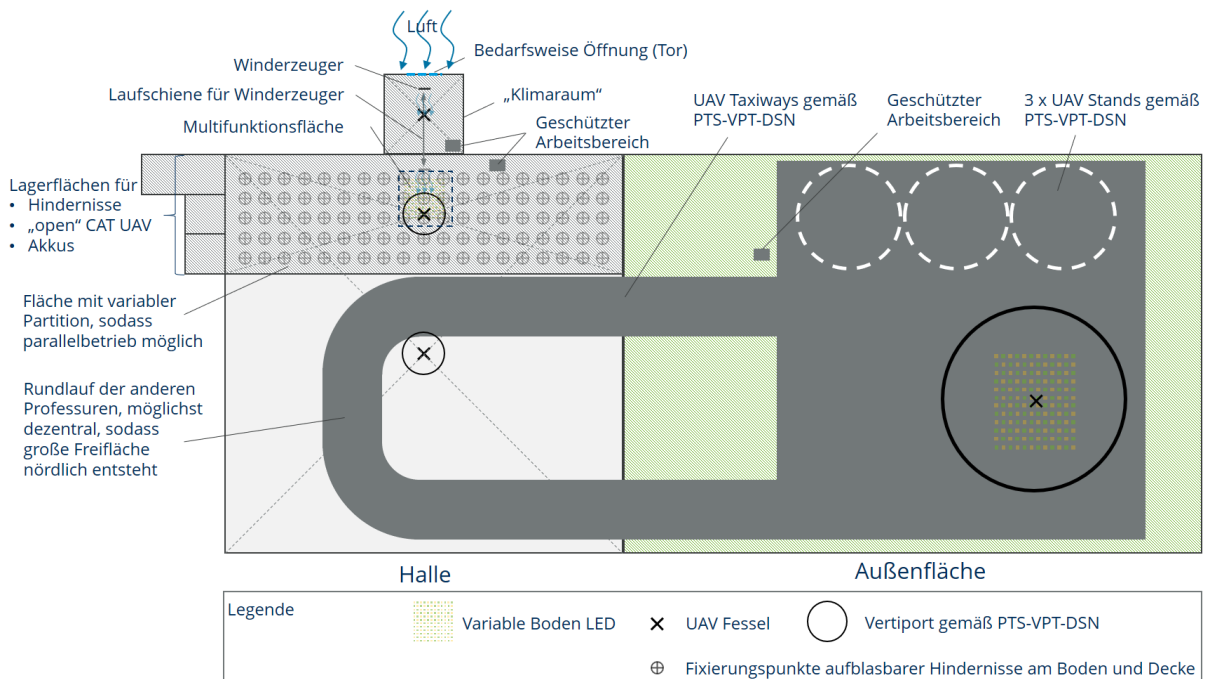 Luft
Bedarfsweise Öffnung (Tor)
Winderzeuger
Laufschiene für Winderzeuger
„Klimaraum“
Multifunktionsfläche
Geschützter
Arbeitsbereich
UAV Taxiways gemäß
PTS-VPT-DSN
Geschützter
Arbeitsbereich
3 x UAV Stands gemäß
PTS-VPT-DSN
Lagerflächen für
• Hindernisse
• „open“ CAT UAV
• Akkus
Fläche mit variabler
Partition, sodass
parallelbetrieb möglich
Rundlauf der anderen
Professuren, möglichst
dezentral, sodass
große Freifläche
nördlich entsteht
Halle
Außenfläche
Legende
Variable Boden LED
UAV Fessel
Vertiport gemäß PTS-VPT-DSN
Fixierungspunkte aufblasbarer Hindernisse am Boden und Decke